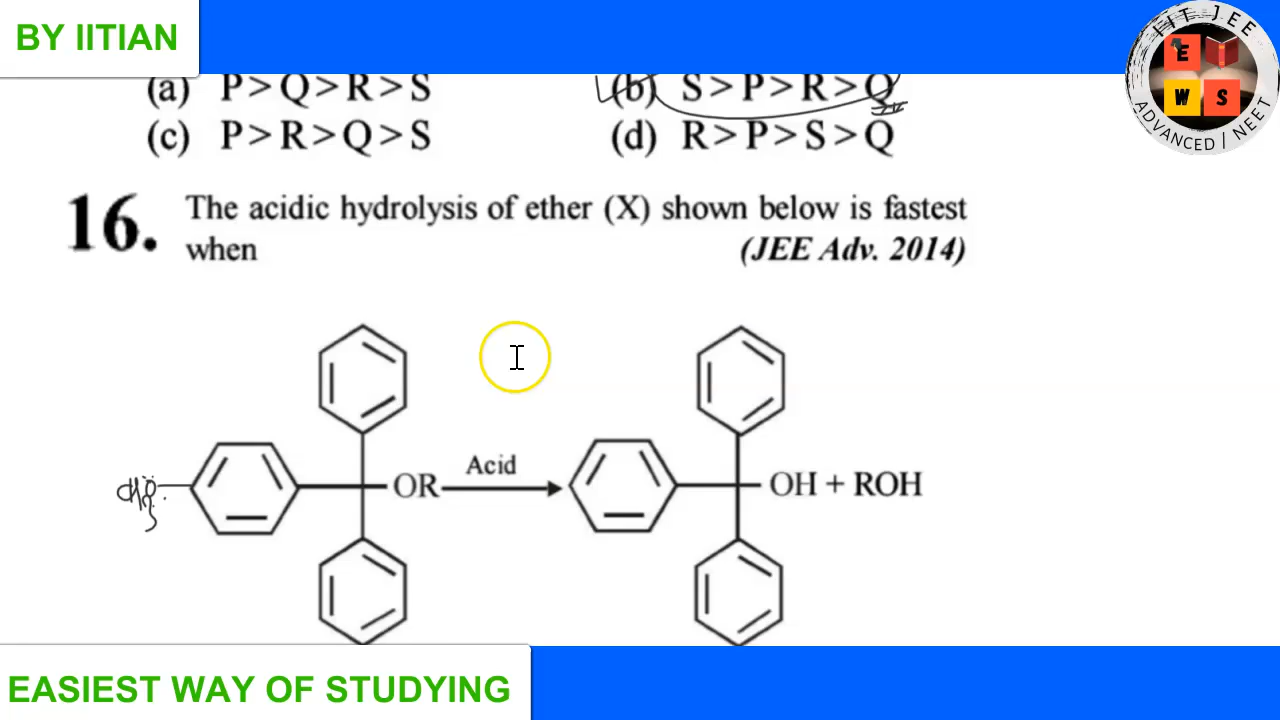 BY IITIAN
IIT JEE
E
W S
ADVANCED | NEET
(a) P>Q>R>S (b) S>P>R>Q
(c) P>R>Q>S (d) R>P>S>Q
16. The acidic hydrolysis of ether (X) shown below is fastest
when (JEE Adv. 2014)
OR Acid OH + ROH
EASIEST WAY OF STUDYING